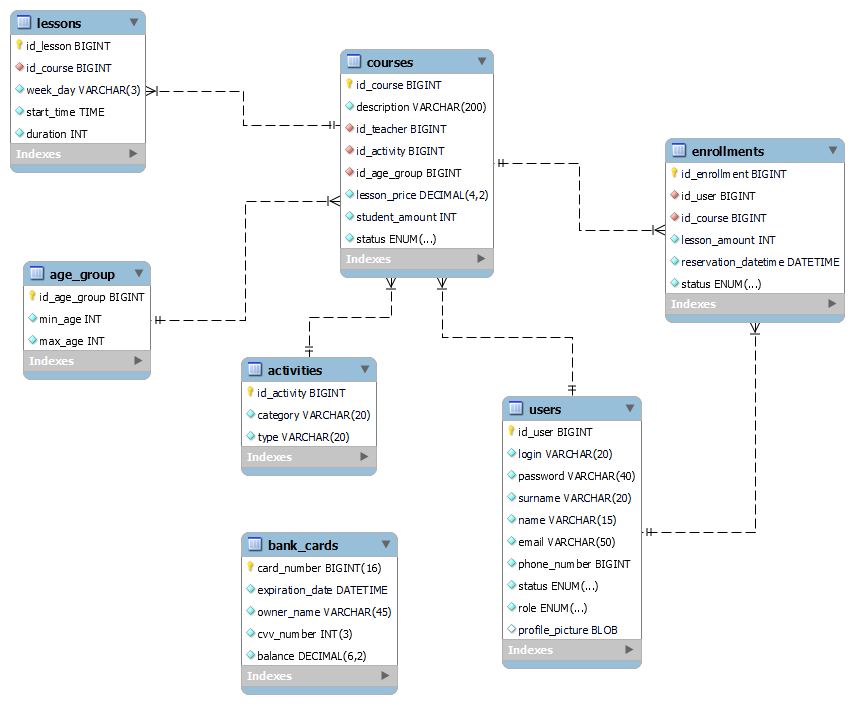 lessons
id_lesson BIGINT
id_course BIGINT
week_day VARCHAR(3)
start_time TIME
duration INT
Indexes
courses
id_course BIGINT
description VARCHAR(200)
id_teacher BIGINT
id_activity BIGINT
id_age_group BIGINT
lesson_price DECIMAL(4,2)
student_amount INT
status ENUM(...)
Indexes
enrollments
id_enrollment BIGINT
id_user BIGINT
id_course BIGINT
lesson_amount INT
reservation_datetime DATETIME
status ENUM(...)
Indexes
age_group
id_age_group BIGINT
min_age INT
max_age INT
Indexes
activities
id_activity BIGINT
category VARCHAR(20)
type VARCHAR(20)
Indexes
users
id_user BIGINT
login VARCHAR(20)
password VARCHAR(40)
surname VARCHAR(20)
name VARCHAR(15)
email VARCHAR(50)
phone_number BIGINT
status ENUM(...)
role ENUM(...)
profile_picture BLOB
Indexes
bank_cards
card_number BIGINT(16)
expiration_date DATETIME
owner_name VARCHAR(45)
cvv_number INT(3)
balance DECIMAL(6,2)
Indexes